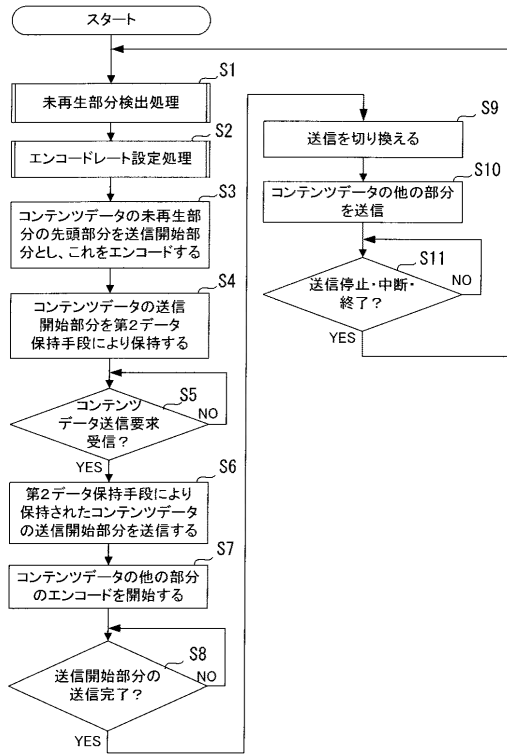 スタート
S1
未再生部分検出処理
S2
エンコードレート設定処理
S3
コンテンツデータの未再生部
分の先頭部分を送信開始部
分とし、これをエンコードする
S4
コンテンツデータの送信
開始部分を第2データ
保持手段により保持する
S5
コンテンツ
データ送信要求
受信？
NO
YES
S6
第2データ保持手段により
保持されたコンテンツデータ
の送信開始部分を送信する
S7
コンテンツデータの他の部分
のエンコードを開始する
S8
送信開始部分の
送信完了？
NO
YES
S9
送信を切り換える
S10
コンテンツデータの他の部分
を送信
S11
送信停止・中断・
終了？
NO
YES